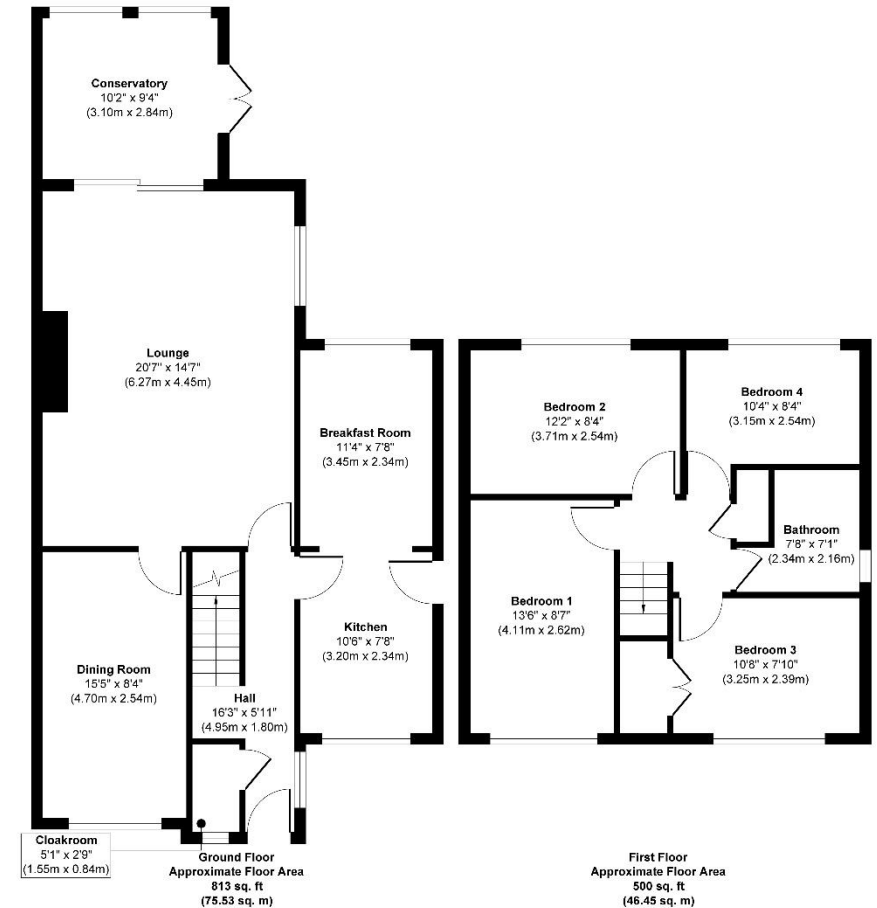 Conservatory
10'2" x 9'4"
(3.10m x 2.84m)
Lounge
20'7" x 14'7"
(6.27m x 4.45m)
Breakfast Room
11'4" x 7'8"
(3.45m x 2.34m)
Dining Room
15'5" x 8'4"
(4.70m x 2.54m)
Hall
16'3" x 5'11"
(4.95m x 1.80m)
Kitchen
10'6" x 7'8"
(3.20m x 2.34m)
Cloakroom
5'1" x 2'9"
(1.55m x 0.84m)
Ground Floor
Approximate Floor Area
813 sq. ft
(75.53 sq. m)
Bedroom 2
12'2" x 8'4"
(3.71m x 2.54m)
Bedroom 4
10'4" x 8'4"
(3.15m x 2.54m)
Bathroom
7'8" x 7'1"
(2.34m x 2.16m)
Bedroom 1
13'6" x 8'7"
(4.11m x 2.62m)
Bedroom 3
10'8" x 7'10"
(3.25m x 2.39m)
First Floor
Approximate Floor Area
500 sq. ft
(46.45 sq. m)